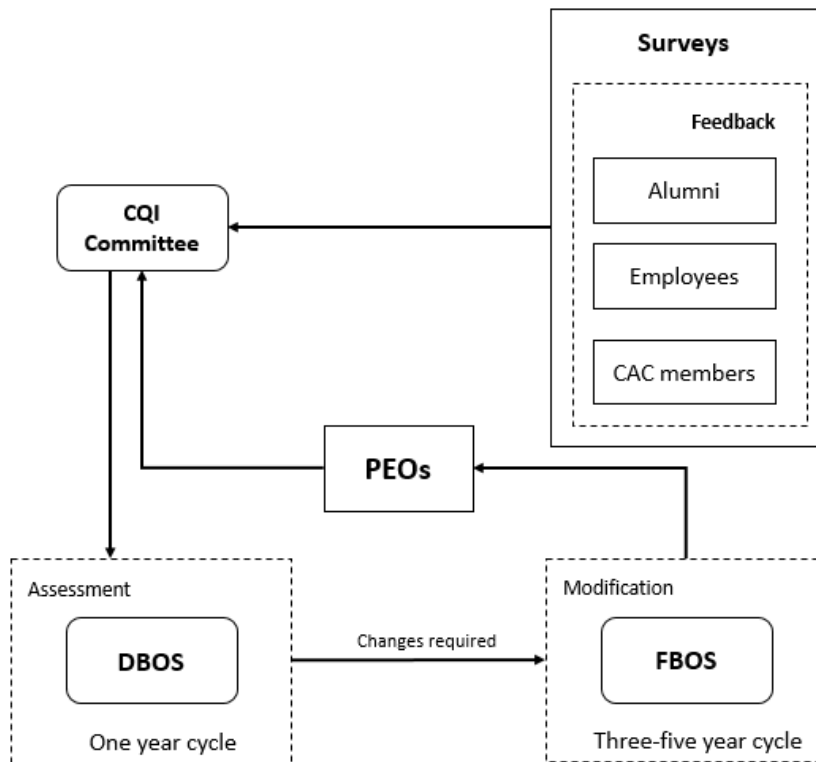 Surveys
Feedback
Alumni
Employees
CAC members
CQI
Committee
PEOs
Assessment
DBOS
One year cycle
Changes required
Modification
FBOS
Three-five year cycle